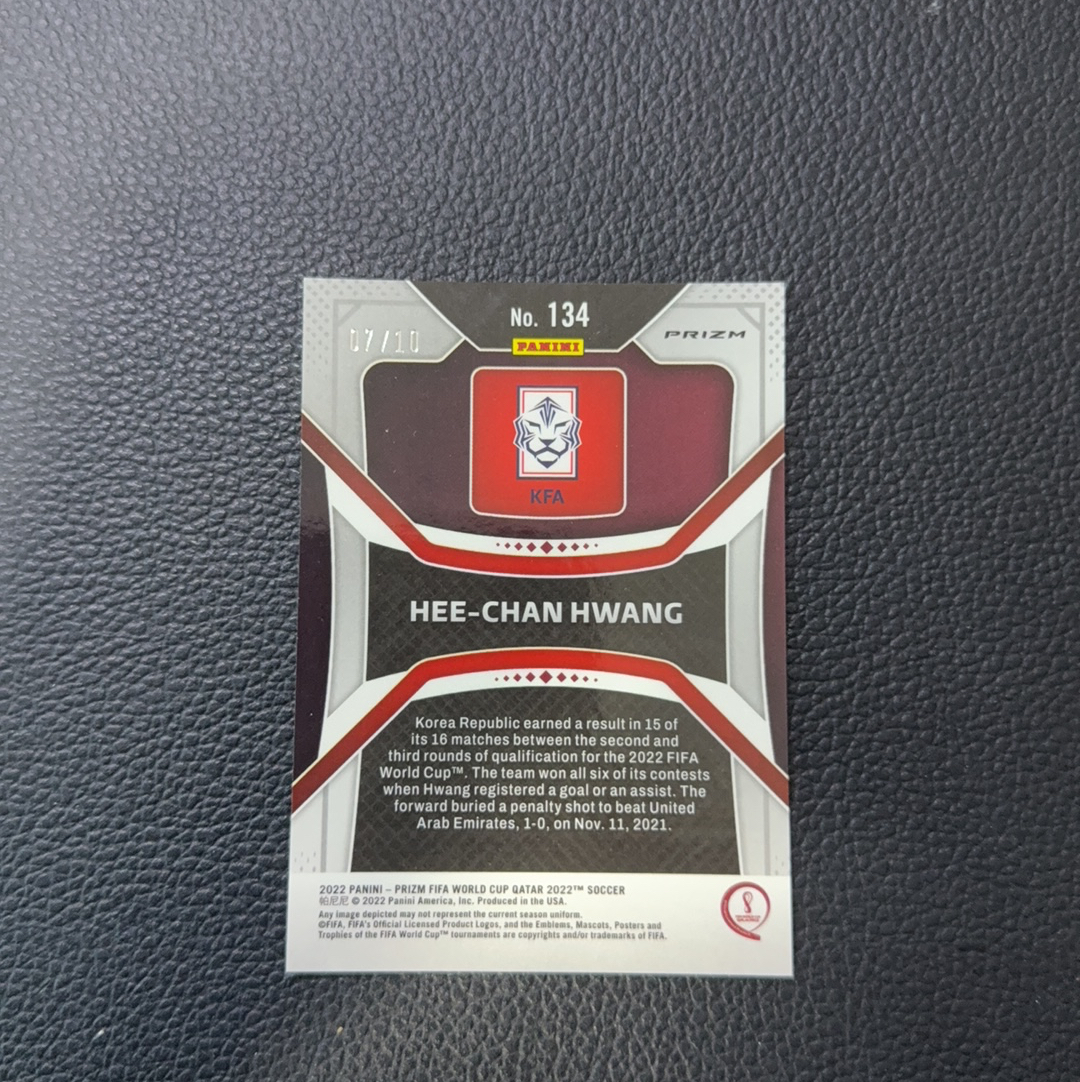 No. 134
07/10
PRIZM
PANINI
KFA
HEE-CHAN HWANG
Korea Republic earned a result in 15 of
its 16 matches between the second and
third rounds of qualification for the 2022 FIFA
World Cup™. The team won all six of its contests
when Hwang registered a goal or an assist. The
forward buried a penalty shot to beat United
Arab Emirates, 1-0, on Nov. 11, 2021.
2022 PANINI – PRIZM FIFA WORLD CUP QATAR 2022™ SOCCER
帕尼尼 © 2022 Panini America, Inc. Produced in the USA.
Any image depicted may not represent the current season uniform.
©FIFA, FIFA's Official Licensed Product Logos, and the Emblems, Mascots, Posters and
Trophies of the FIFA World Cup™ tournaments are copyrights and/or trademarks of FIFA.